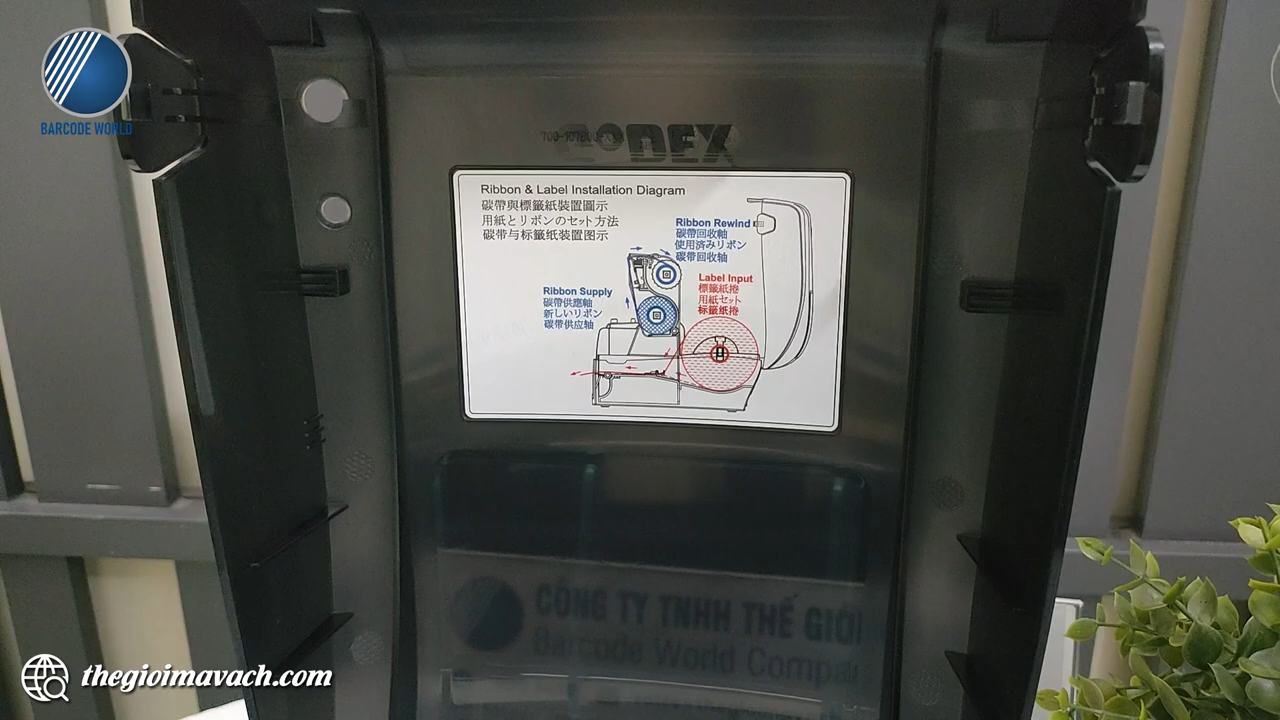 BARCODE WORLD
GODEX
Ribbon & Label Installation Diagram
碳帶與標籤紙裝置圖示
用紙とリボンのセット方法
碳带与标签纸装置图示
Ribbon Rewind
碳帶回收軸
使用済みリボン
碳带回收轴
Label Input
標籤紙捲
用紙セット
标签纸捲
Ribbon Supply
碳帶供應軸
新しいリボン
碳带供应轴
CÔNG TY TNHH THẾ GIỚI
Barcode World Compa
thegioimavach.com